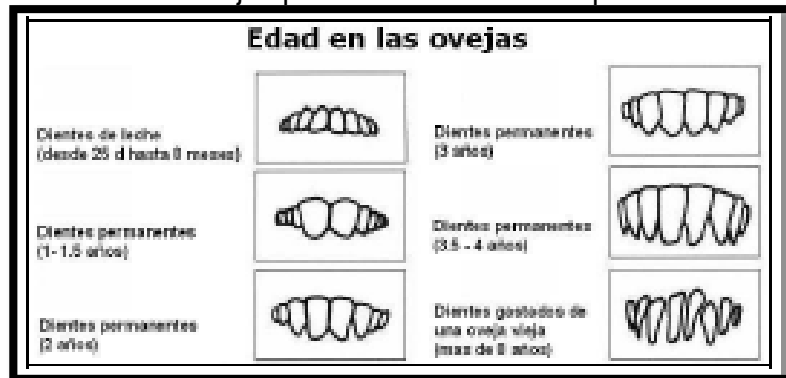 Edad en las ovejas
Dientes de leche
(desde 25 d hasta 8 meses)
Dientes permanentes
(1- 1.5 años)
Dientes permanentes
(2 años)
Dientes permanentes
(3 años)
Dientes permanentes
(3.5 - 4 años)
Dientes gastados de
una oveja vieja
(mas de 8 años)